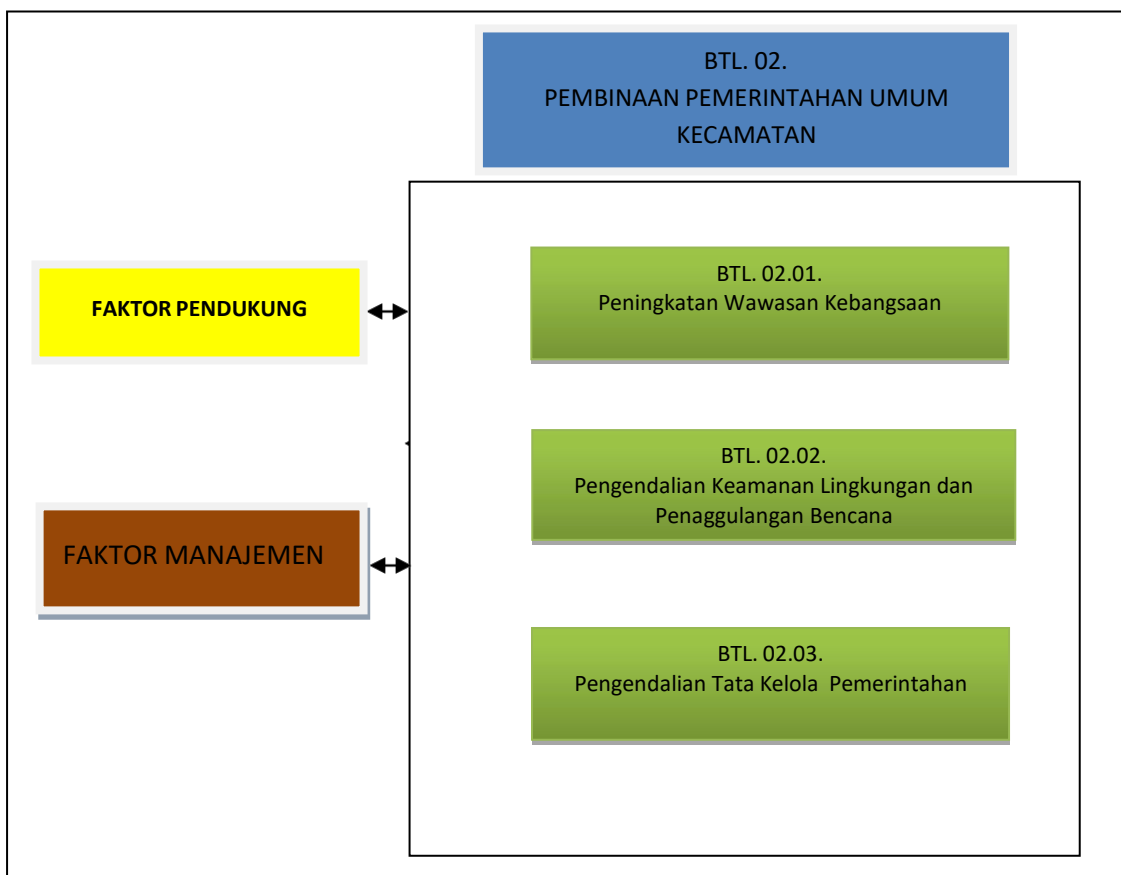 BTL. 02.
PEMBINAAN PEMERINTAHAN UMUM
KECAMATAN
FAKTOR PENDUKUNG
FAKTOR MANAJEMEN
BTL. 02.01.
Peningkatan Wawasan Kebangsaan
BTL. 02.02.
Pengendalian Keamanan Lingkungan dan
Penaggulangan Bencana
BTL. 02.03.
Pengendalian Tata Kelola  Pemerintahan